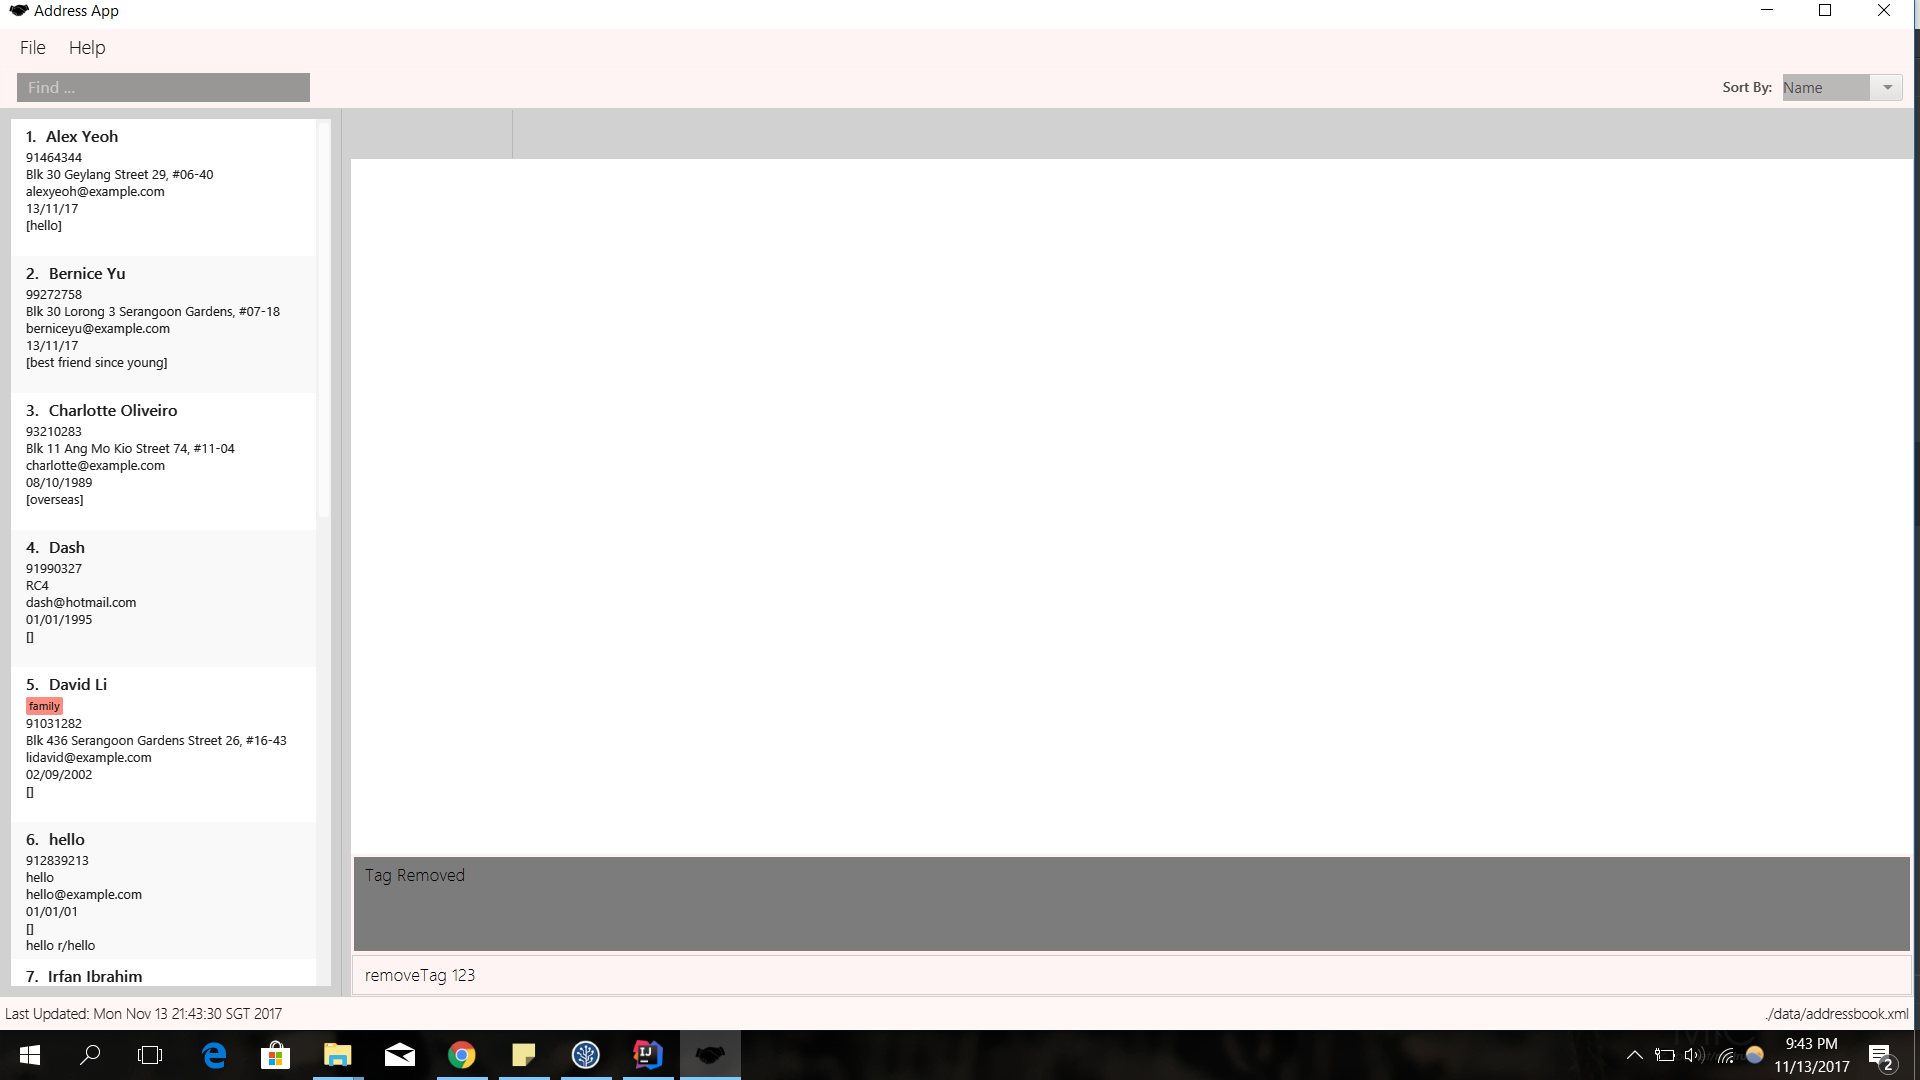 Address App
File Help
Find ...
Sort By: Name
1. Alex Yeoh
91464344
Blk 30 Geylang Street 29, #06-40
alexyeoh@example.com
13/11/17
[hello]
2. Bernice Yu
99272758
Blk 30 Lorong 3 Serangoon Gardens, #07-18
berniceyu@example.com
13/11/17
[best friend since young]
3. Charlotte Oliveiro
93210283
Blk 11 Ang Mo Kio Street 74, #11-04
charlotte@example.com
08/10/1989
[overseas]
4. Dash
91990327
RC4
dash@hotmail.com
01/01/1995
[]
5. David Li
family
91031282
Blk 436 Serangoon Gardens Street 26, #16-43
lidavid@example.com
02/09/2002
[]
6. hello
912839213
hello
hello@example.com
01/01/01
[]
hello r/hello
7. Irfan Ibrahim
Tag Removed
removeTag 123
Last Updated: Mon Nov 13 21:43:30 SGT 2017
./data/addressbook.xml
IJ
9:43 PM
11/13/2017
2